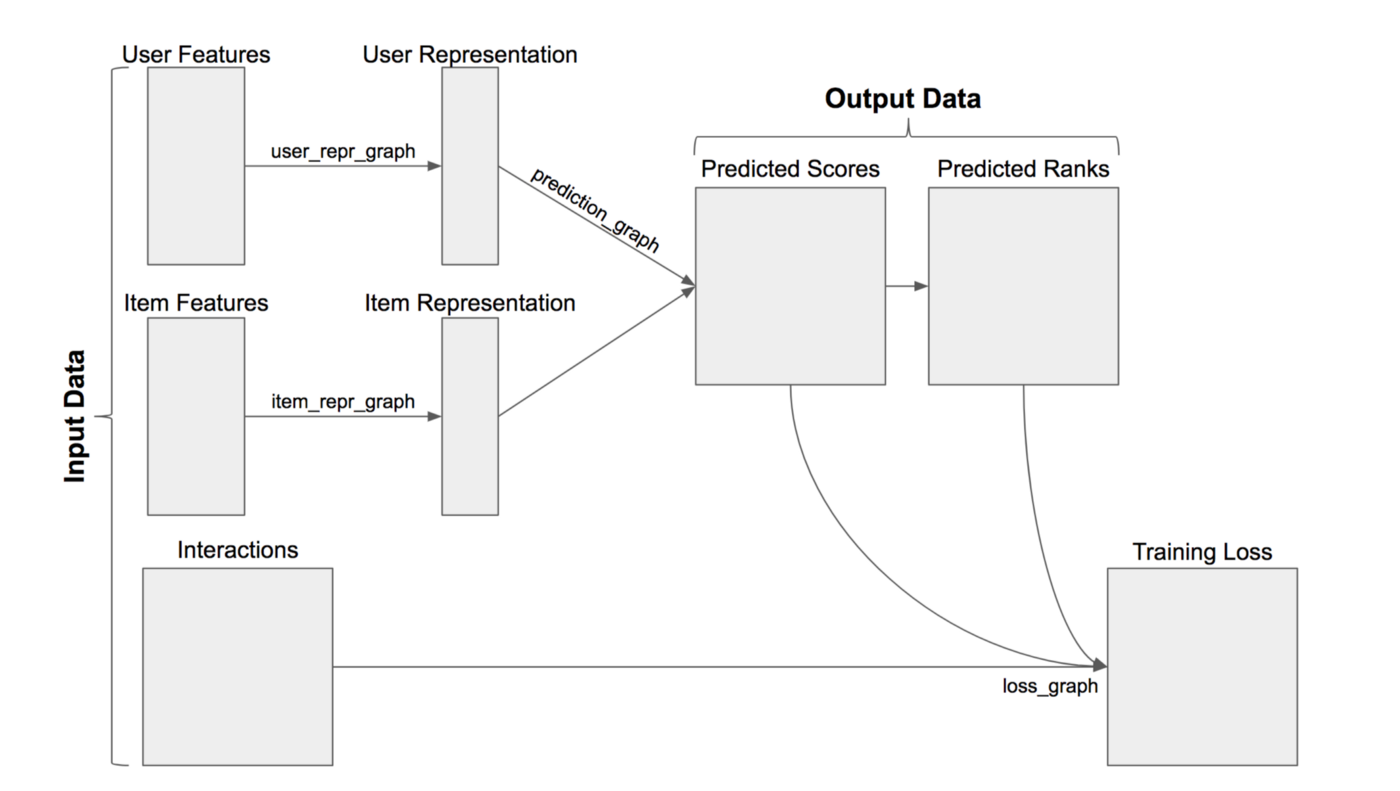 User Features
User Representation
Output Data
user_repr_graph
prediction_graph
Predicted Scores
Predicted Ranks
Item Features
Item Representation
Input Data
item_repr_graph
Interactions
Training Loss
loss_graph